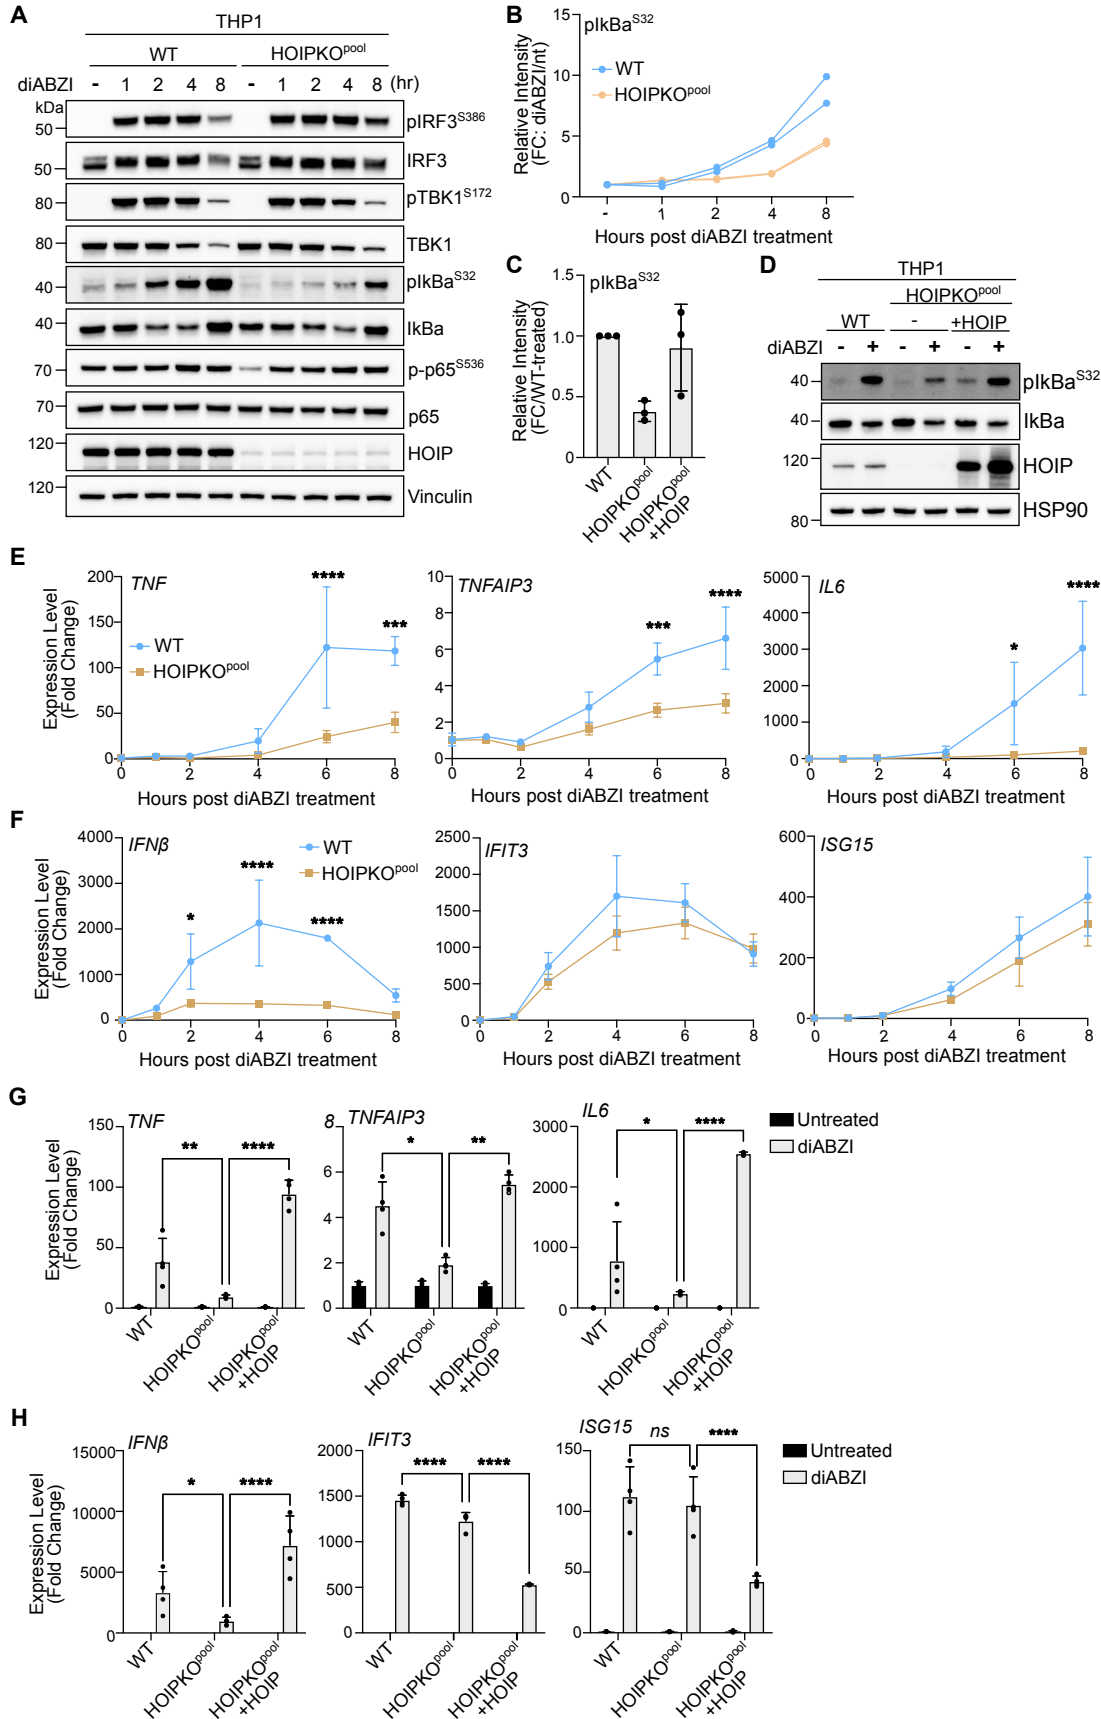 A
THP1
WT HOIPKOpool
diABZI - 1 2 4 8 - 1 2 4 8 (hr)
kDa
50 pIRF3S386
50 IRF3
80 pTBK1S172
80 TBK1
40 pIkBaS32
40 IkBa
70 p-p65S536
70 p65
120 HOIP
120 Vinculin
B
pIkBaS32
WT
HOIPKOpool
Relative Intensity
(FC: diABZI/nt)
15
10
5
0
- 1 2 4 8
Hours post diABZI treatment
C
pIkBaS32
Relative Intensity
(FC/WT-treated)
1.5
1.0
0.5
0
WT
HOIPKOpool
HOIPKOpool
+HOIP
D
THP1
HOIPKOpool
WT - +HOIP
diABZI - + - + - +
40 pIkBaS32
40 IkBa
120 HOIP
80 HSP90
E
Expression Level
(Fold Change)
TNF
WT
HOIPKOpool
200
150
100
50
0
0 2 4 6 8
**** ***
Hours post diABZI treatment
TNFAIP3
10
8
6
4
2
0
0 2 4 6 8
*** ****
Hours post diABZI treatment
IL6
5000
4000
3000
2000
1000
0
0 2 4 6 8
* ****
Hours post diABZI treatment
F
Expression Level
(Fold Change)
IFNβ
WT
HOIPKOpool
4000
3000
2000
1000
0
0 2 4 6 8
* **** ****
Hours post diABZI treatment
IFIT3
2500
2000
1500
1000
500
0
0 2 4 6 8
Hours post diABZI treatment
ISG15
600
400
200
0
0 2 4 6 8
Hours post diABZI treatment
G
Expression Level
(Fold Change)
TNF
150
100
50
0
** ****
WT
HOIPKOpool
HOIPKOpool
+HOIP
TNFAIP3
8
6
4
2
0
* **
WT
HOIPKOpool
HOIPKOpool
+HOIP
IL6
3000
2000
1000
0
* ****
WT
HOIPKOpool
HOIPKOpool
+HOIP
Untreated
diABZI
H
Expression Level
(Fold Change)
IFNβ
15000
10000
5000
0
* ****
WT
HOIPKOpool
HOIPKOpool
+HOIP
IFIT3
2000
1500
1000
500
0
**** ****
WT
HOIPKOpool
HOIPKOpool
+HOIP
ISG15
150
100
50
0
ns ****
WT
HOIPKOpool
HOIPKOpool
+HOIP
Untreated
diABZI